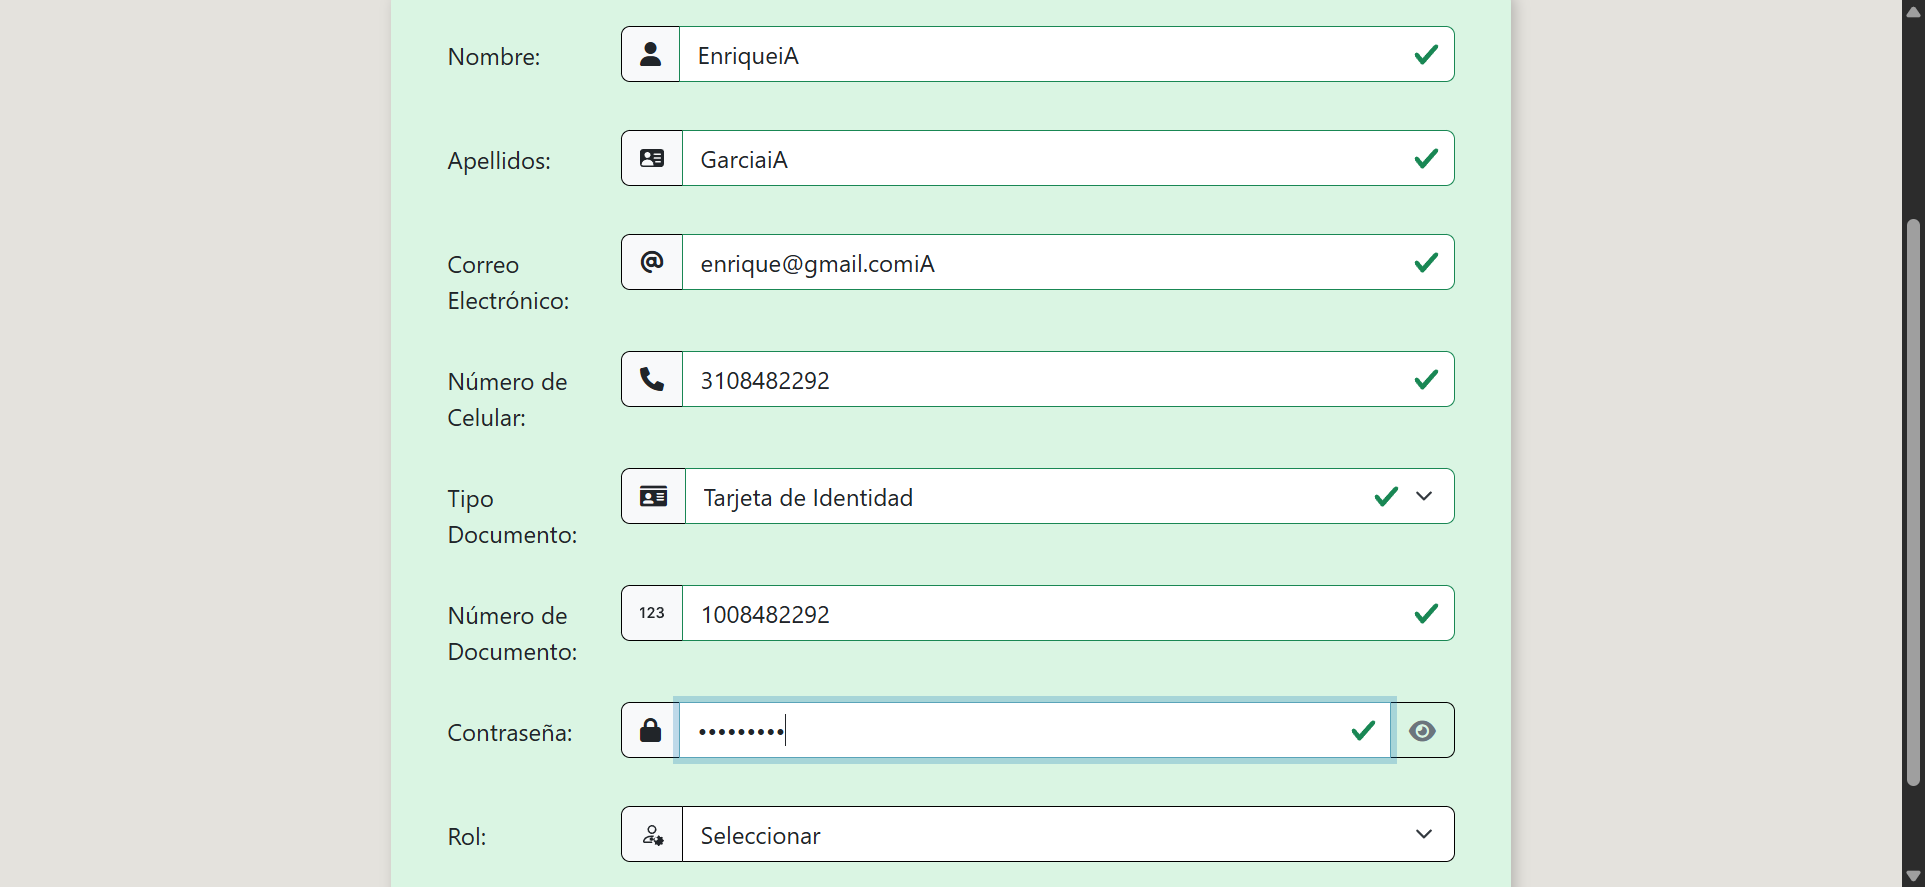 Nombre:
EnriqueiA
Apellidos:
GarciaiA
Correo
Electrónico:
enrique@gmail.comiA
Número de
Celular:
3108482292
Tipo
Documento:
Tarjeta de Identidad
Número de
Documento:
123
1008482292
Contraseña:
•••••••••
Rol:
Seleccionar